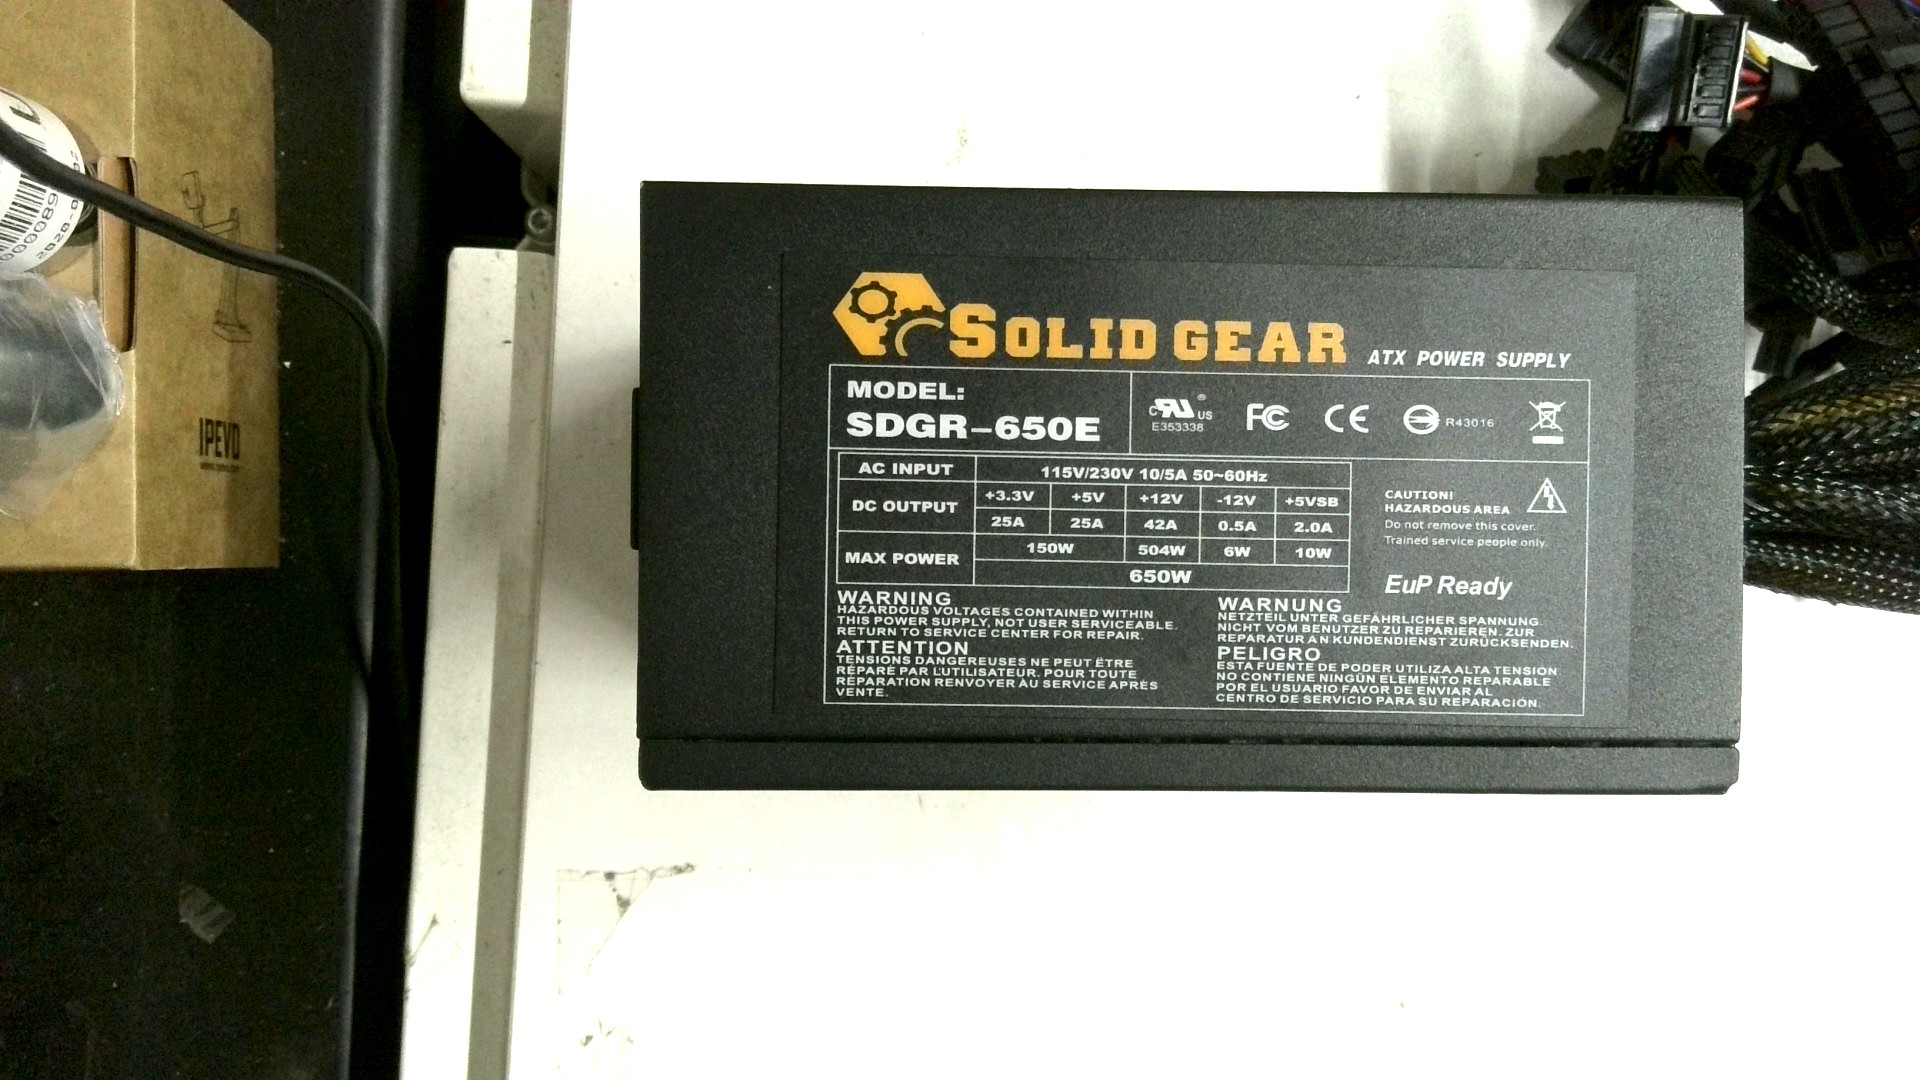 SOLID GEAR ATX POWER SUPPLY
MODEL:
SDGR-650E
C RU US ®
E353338
FC CE R43016
AC INPUT 115V/230V 10/5A 50~60Hz
DC OUTPUT +3.3V +5V +12V -12V +5VSB
25A 25A 42A 0.5A 2.0A
MAX POWER 150W 504W 6W 10W
650W
CAUTION!
HAZARDOUS AREA
Do not remove this cover.
Trained service people only.
EuP Ready
WARNING
HAZARDOUS VOLTAGES CONTAINED WITHIN
THIS POWER SUPPLY, NOT USER SERVICEABLE.
RETURN TO SERVICE CENTER FOR REPAIR.
ATTENTION
TENSIONS DANGEREUSES NE PEUT ËTRE
RÉPARÉ PAR L'UTILISATEUR. POUR TOUTE
RÉPARATION RENVOYER ÀU SERVICE APRÈS
VENTE.
WARNUNG
NETZTEIL UNTER GEFÄHRLICHER SPANNUNG.
NICHT VOM BENUTZER ZU REPARIEREN. ZUR
REPARATUR AN KUNDENDIENST ZURÜCKSENDEN.
PELIGRO
ESTA FUENTE DE PODER UTILIZA ALTA TENSION
NO CONTIENE NINGÚN ELEMENTO REPARABLE
POR EL USUARIO FAVOR DE ENVIAR AL
CENTRO DE SERVICIO PARA SU REPARACIÓN.
IPEVO